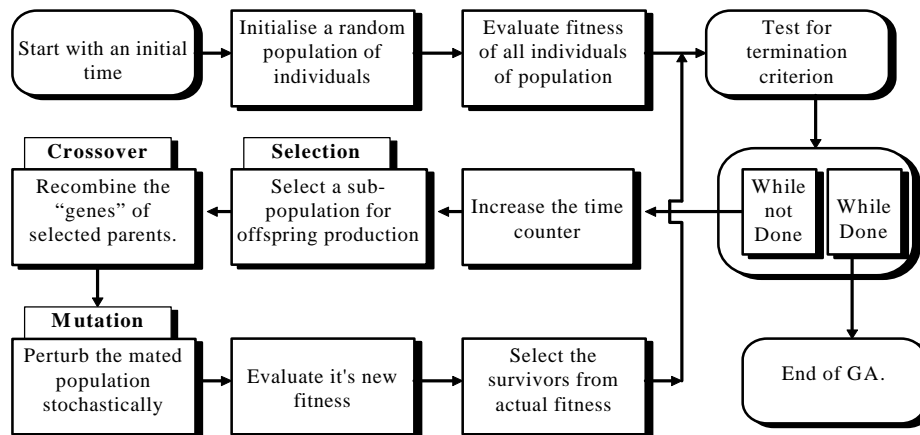 Start with an initial
time
Initialise a random
population of
individuals
Evaluate fitness
of all individuals
of population
Test for
termination
criterion
Crossover
Recombine the
“genes” of
selected parents.
Selection
Select a sub-
population for
offspring production
Increase the time
counter
While
not
Done
While
Done
Mutation
Perturb the mated
population
stochastically
Evaluate it's new
fitness
Select the
survivors from
actual fitness
End of GA.